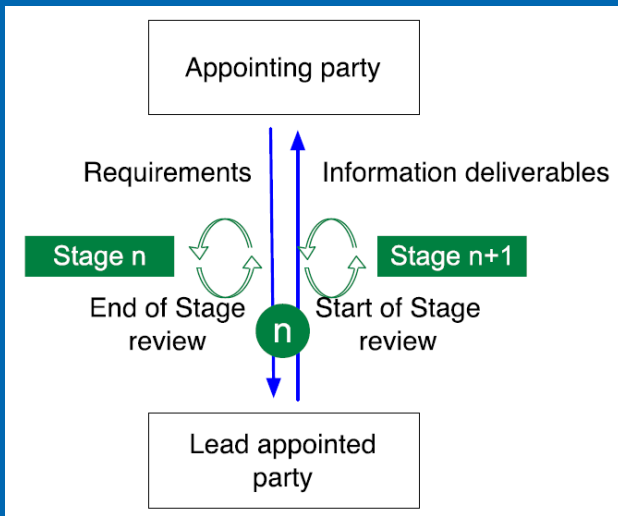 Appointing party
Requirements
Information deliverables
Stage n
Stage n+1
End of Stage
review
Start of Stage
review
n
Lead appointed
party